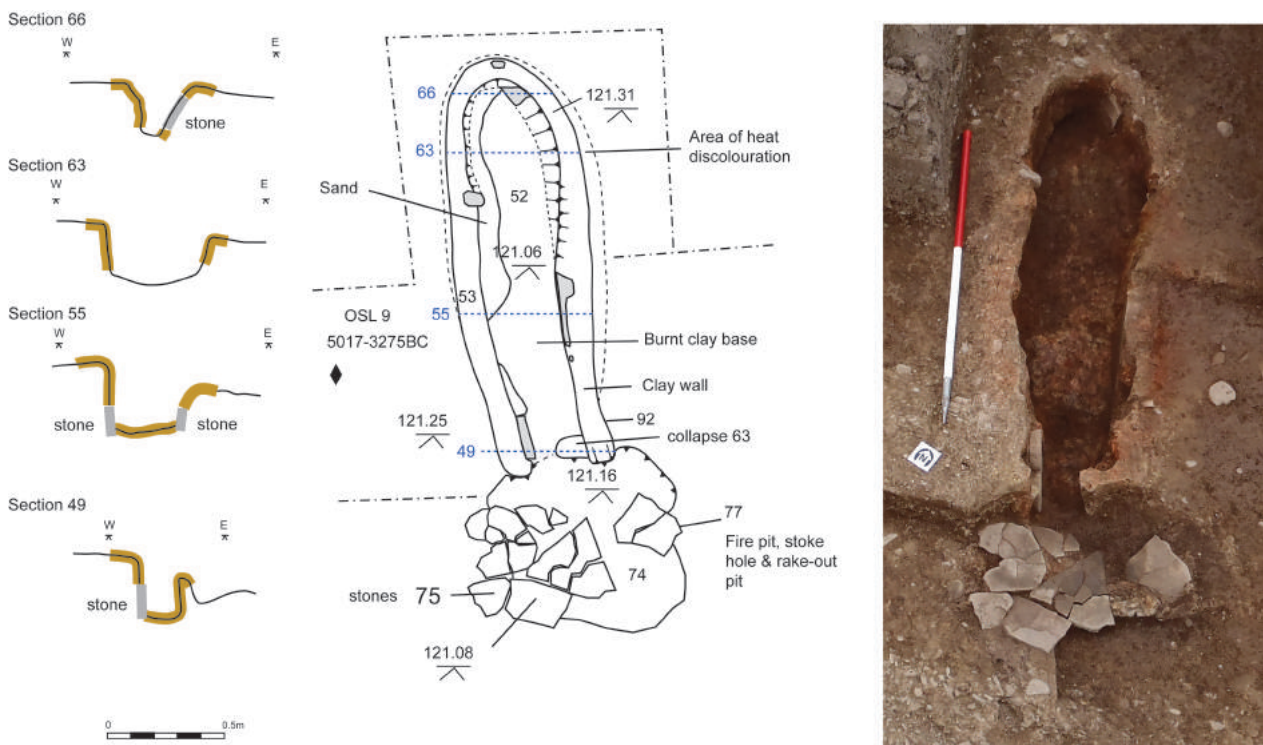 Section 66
W E
stone
Section 63
W E
Section 55
W E
stone stone
Section 49
W E
stone
0 0.5m
66
121.31
63
Area of heat
discolouration
Sand
52
121.06
53
OSL 9
55
5017-3275BC
Burnt clay base
Clay wall
92
121.25
collapse 63
49
121.16
77
Fire pit, stoke
hole & rake-out
pit
74
stones 75
121.08
N